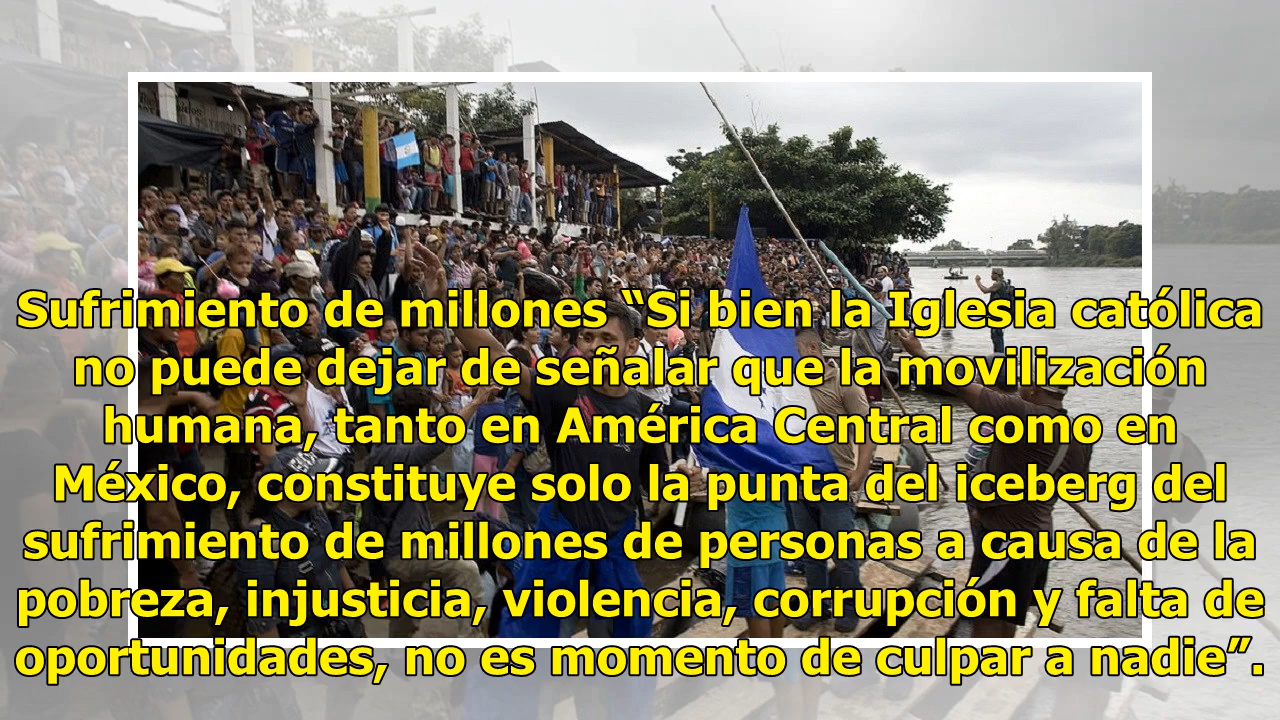 Sufrimiento de millones “Si bien la Iglesia católica
no puede dejar de señalar que la movilización
humana, tanto en América Central como en
México, constituye solo la punta del iceberg del
sufrimiento de millones de personas a causa de la
pobreza, injusticia, violencia, corrupción y falta de
oportunidades, no es momento de culpar a nadie”.